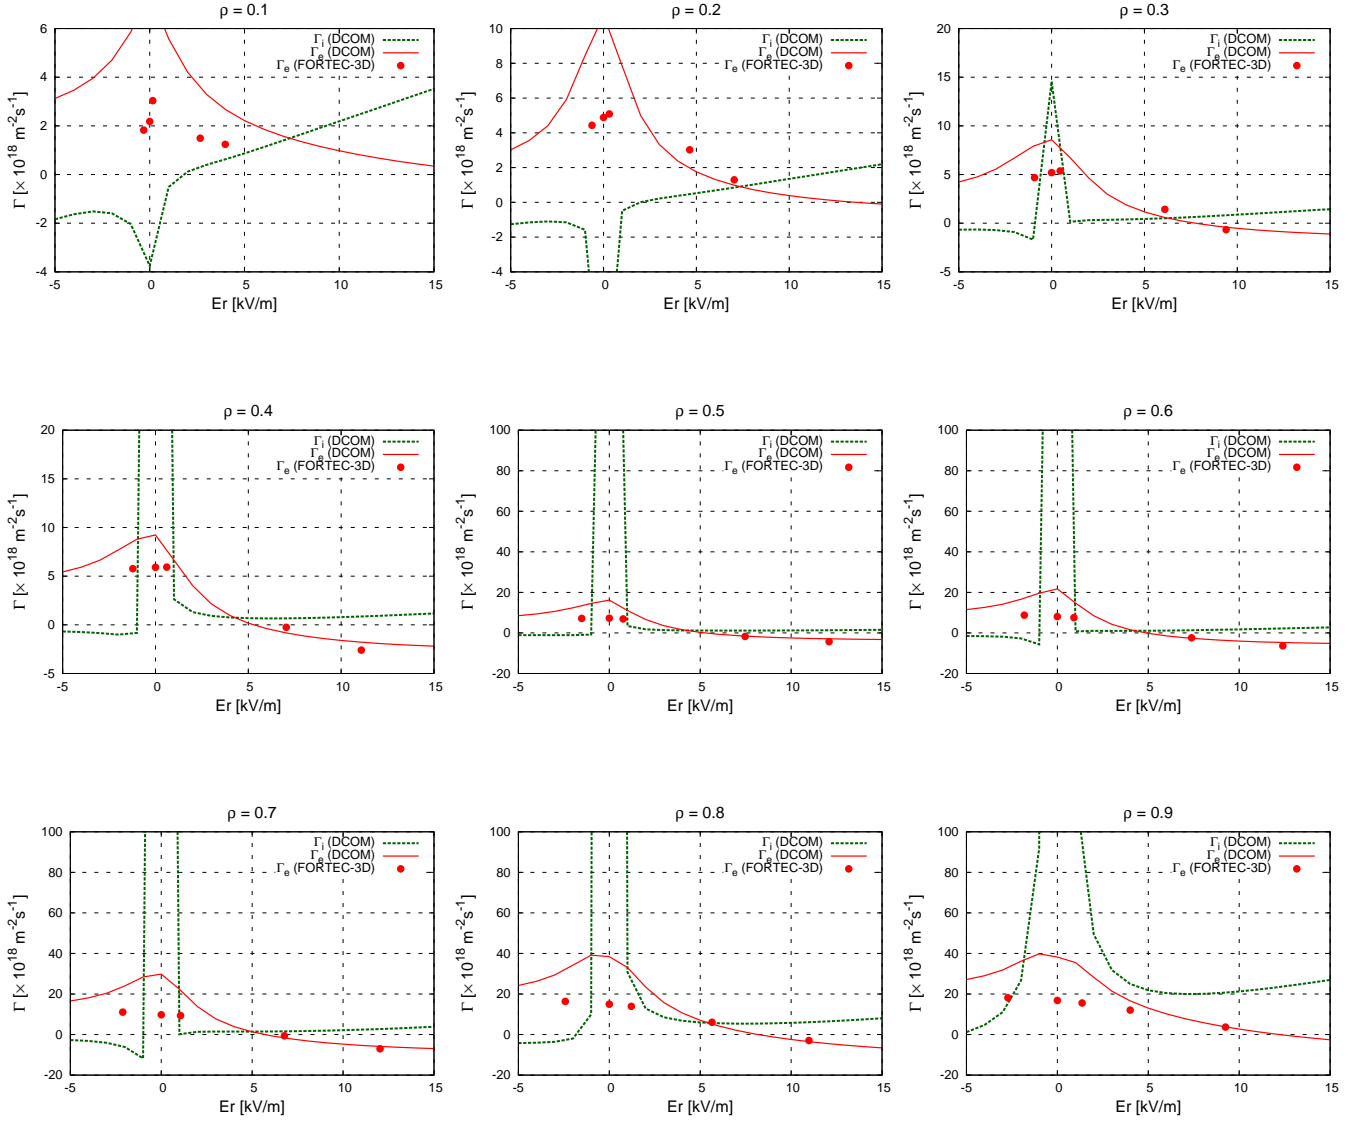 ρ = 0.1
Γi (DCOM)
Γe (DCOM)
Γe (FORTEC-3D)
Γ [× 10^18 m^-2 s^-1]
6
4
2
0
-2
-4
-5
0
5
10
15
Er [kV/m]
ρ = 0.2
Γi (DCOM)
Γe (DCOM)
Γe (FORTEC-3D)
Γ [× 10^18 m^-2 s^-1]
10
8
6
4
2
0
-2
-4
-5
0
5
10
15
Er [kV/m]
ρ = 0.3
Γi (DCOM)
Γe (DCOM)
Γe (FORTEC-3D)
Γ [× 10^18 m^-2 s^-1]
20
15
10
5
0
-5
-5
0
5
10
15
Er [kV/m]
ρ = 0.4
Γi (DCOM)
Γe (DCOM)
Γe (FORTEC-3D)
Γ [× 10^18 m^-2 s^-1]
20
15
10
5
0
-5
-5
0
5
10
15
Er [kV/m]
ρ = 0.5
Γi (DCOM)
Γe (DCOM)
Γe (FORTEC-3D)
Γ [× 10^18 m^-2 s^-1]
100
80
60
40
20
0
-20
-5
0
5
10
15
Er [kV/m]
ρ = 0.6
Γi (DCOM)
Γe (DCOM)
Γe (FORTEC-3D)
Γ [× 10^18 m^-2 s^-1]
100
80
60
40
20
0
-20
-5
0
5
10
15
Er [kV/m]
ρ = 0.7
Γi (DCOM)
Γe (DCOM)
Γe (FORTEC-3D)
Γ [× 10^18 m^-2 s^-1]
100
80
60
40
20
0
-20
-5
0
5
10
15
Er [kV/m]
ρ = 0.8
Γi (DCOM)
Γe (DCOM)
Γe (FORTEC-3D)
Γ [× 10^18 m^-2 s^-1]
100
80
60
40
20
0
-20
-5
0
5
10
15
Er [kV/m]
ρ = 0.9
Γi (DCOM)
Γe (DCOM)
Γe (FORTEC-3D)
Γ [× 10^18 m^-2 s^-1]
100
80
60
40
20
0
-20
-5
0
5
10
15
Er [kV/m]